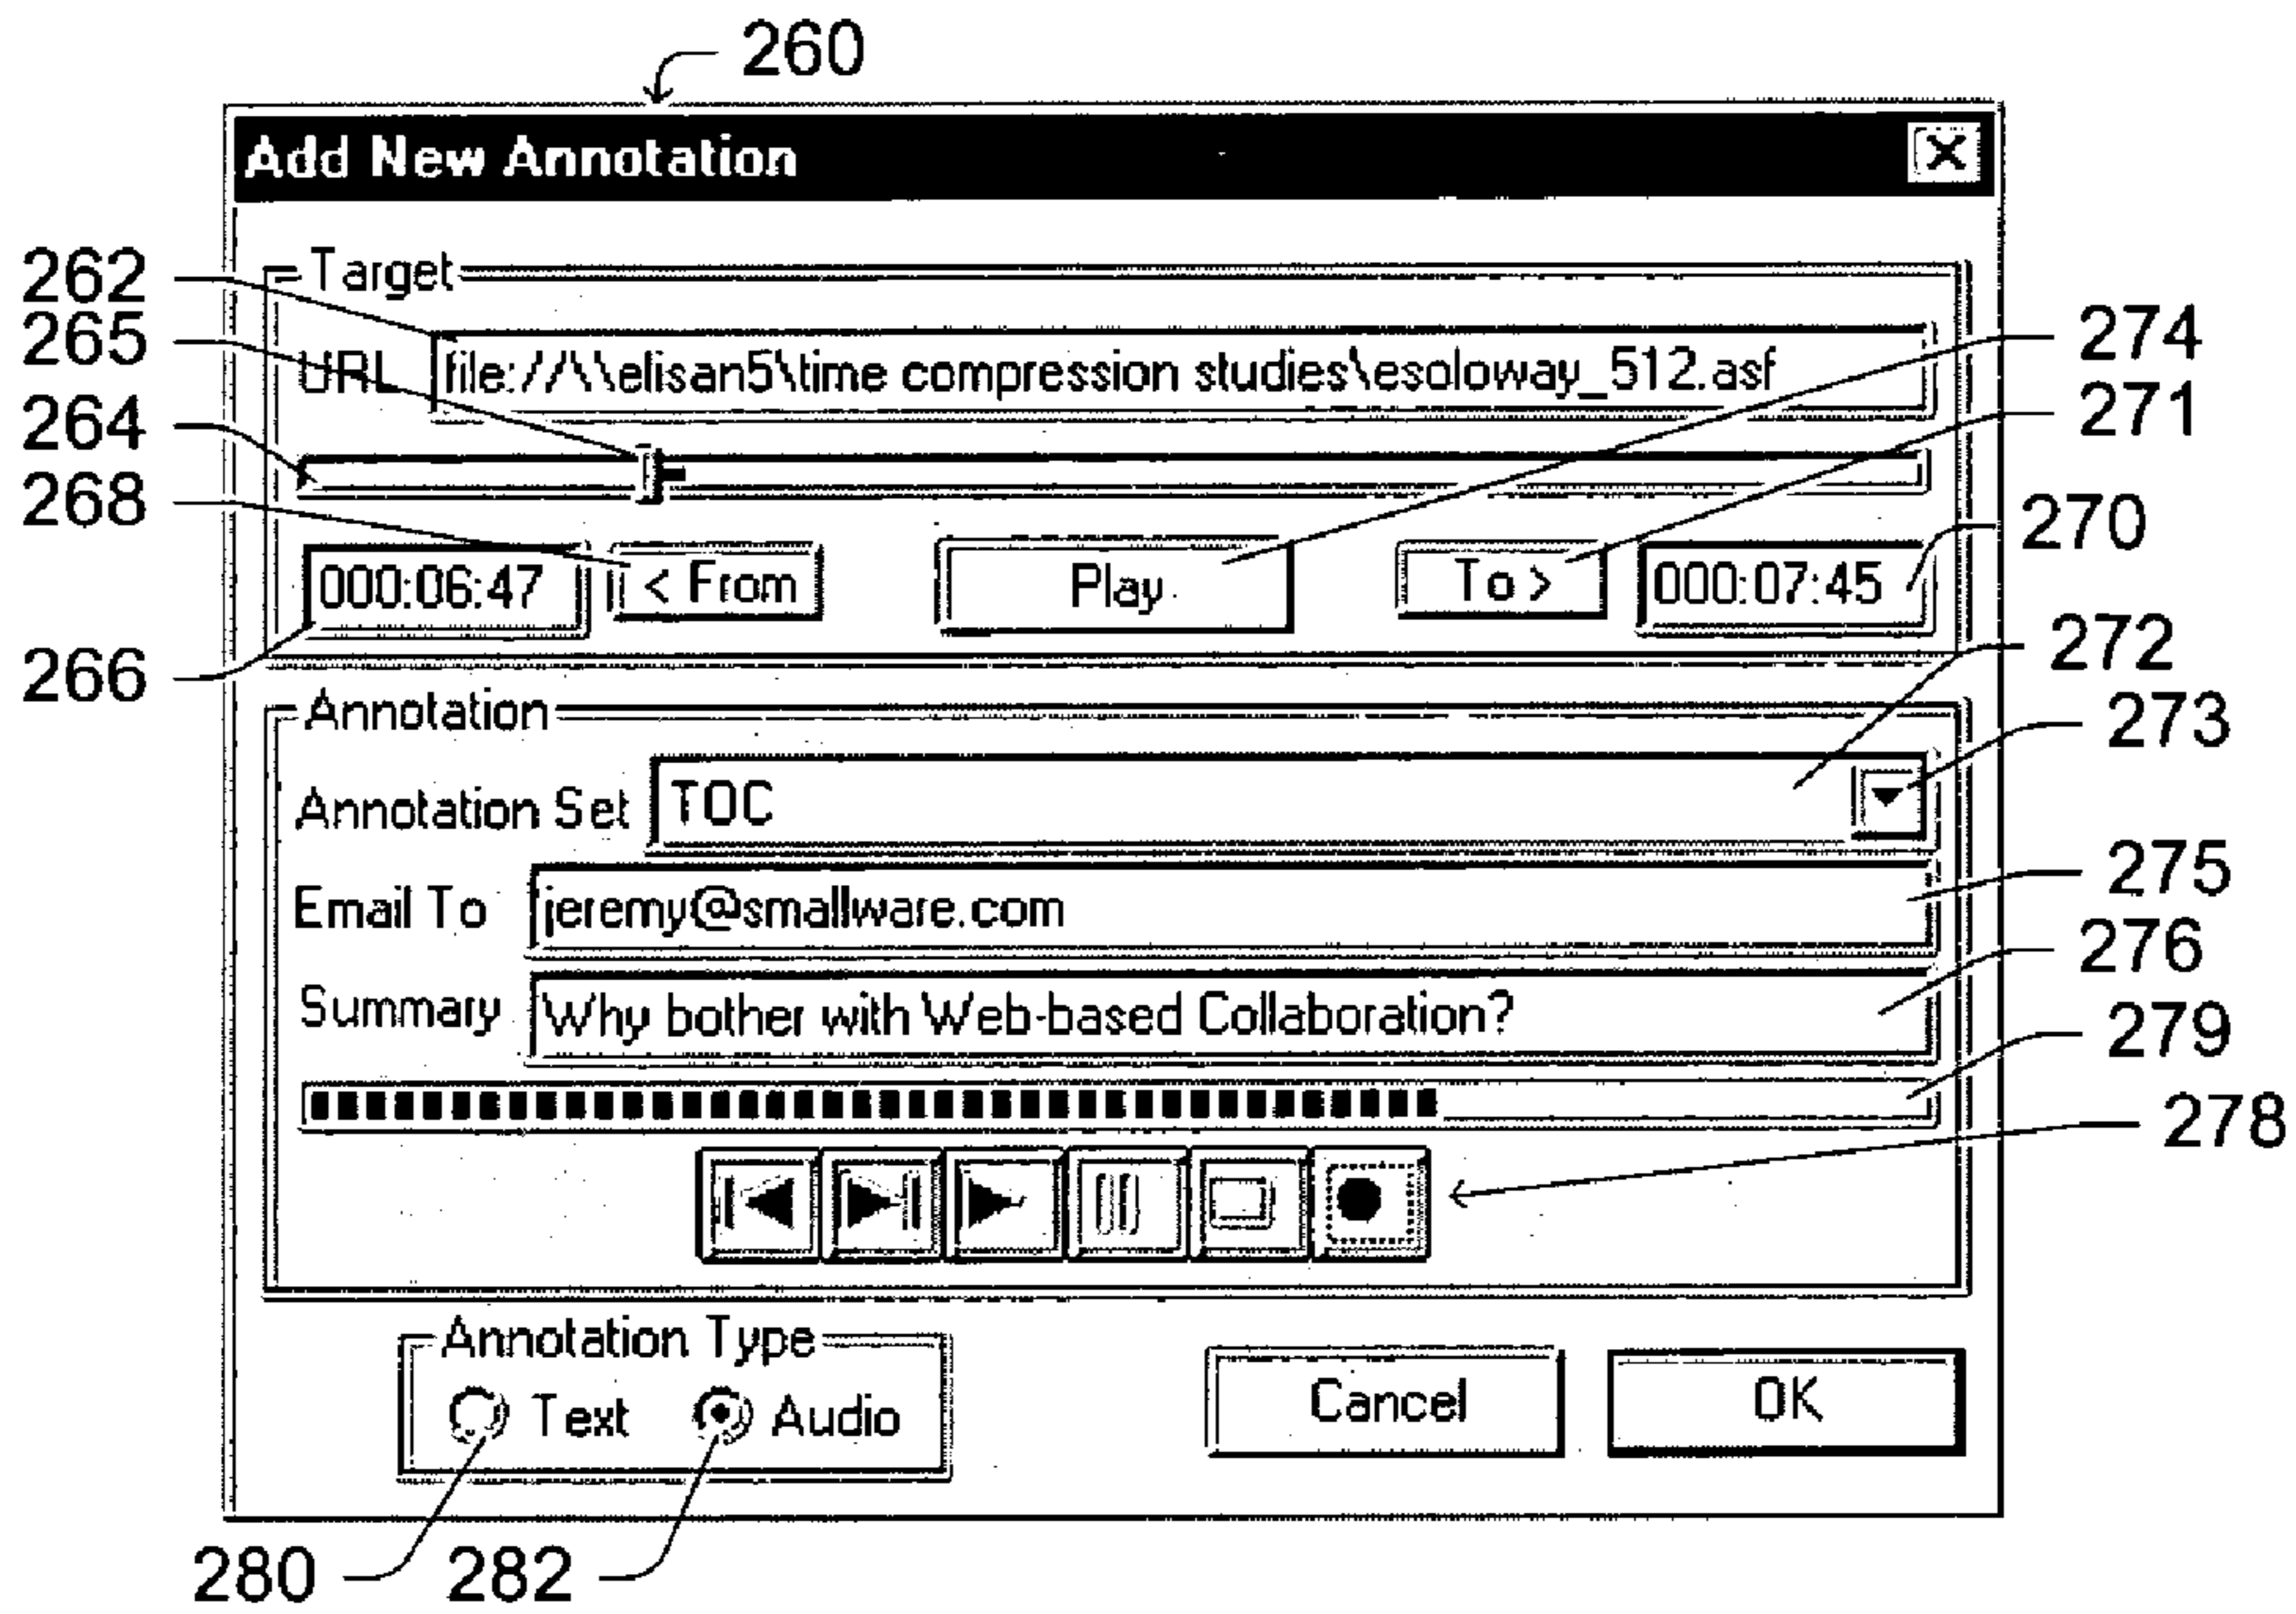 260
Add New Annotation
262
Target
265
274
URL file://\\elisan5\time compression studies\esoloway_512.asf
271
264
268
270
000:06:47 < From Play To > 000:07:45
266
272
Annotation
273
Annotation Set TOC
275
Email To jeremy@smallware.com
276
Summary Why bother with Web-based Collaboration?
279
278
Annotation Type
Text Audio Cancel OK
280 282